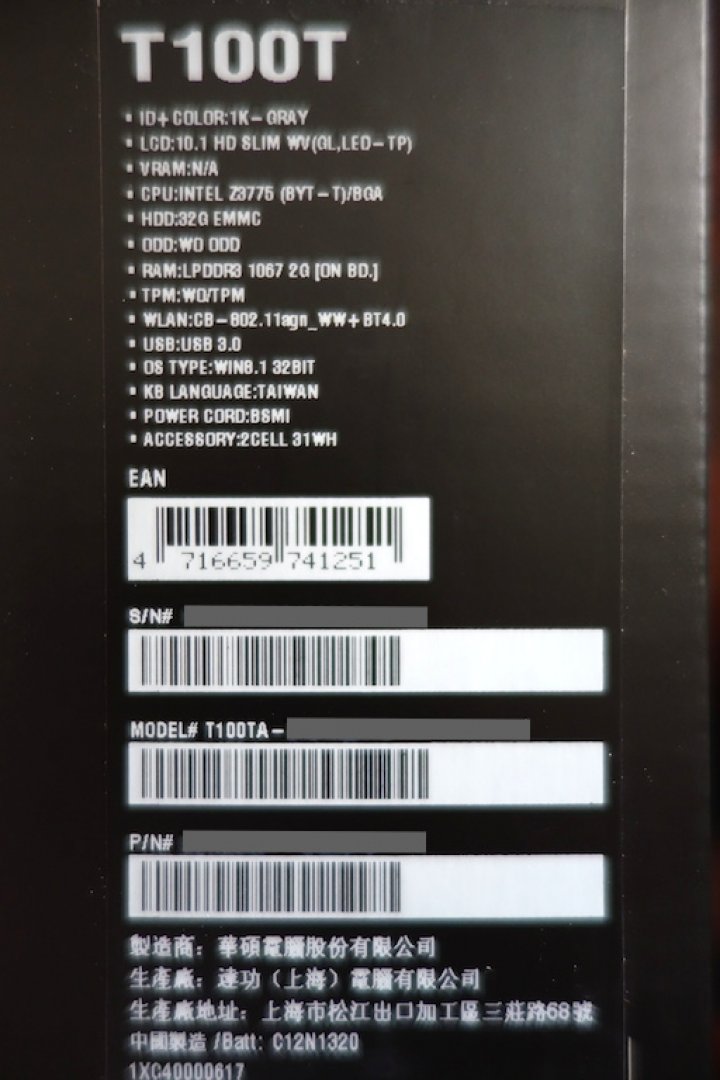 T100T
▪ ID+COLOR:1K-GRAY
▪ LCD:10.1 HD SLIM WV(GL,LED-TP)
▪ VRAM:N/A
▪ CPU:INTEL Z3775 (BYT-T)/BGA
▪ HDD:32G EMMC
▪ ODD:WO ODD
▪ RAM:LPDDR3 1067 2G [ON BD.]
▪ TPM:WO/TPM
▪ WLAN:CB-802.11agn_WW+BT4.0
▪ USB:USB 3.0
▪ OS TYPE:WIN8.1 32BIT
▪ KB LANGUAGE:TAIWAN
▪ POWER CORD:BSMI
▪ ACCESSORY:2CELL 31WH
EAN
4 716659 741251
S/N#
MODEL# T100TA-
P/N#
製造商：華碩電腦股份有限公司
生產廠：達功（上海）電腦有限公司
生產廠地址：上海市松江出口加工區三莊路68號
中國製造 /Batt: C12N1320
1XC40000617